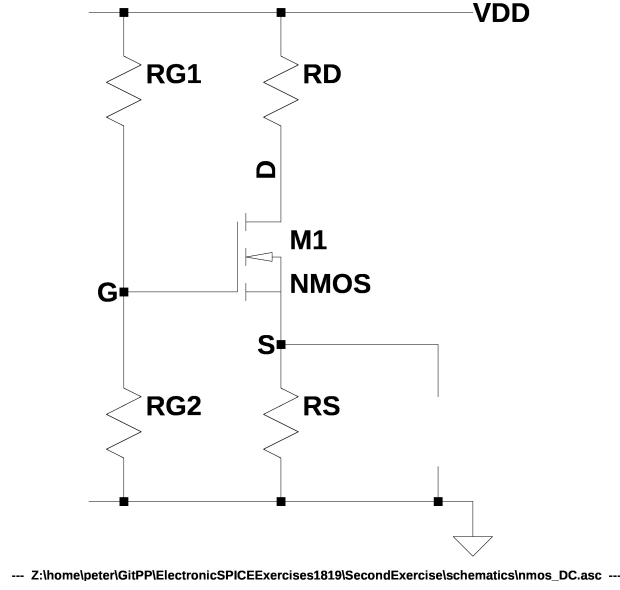 VDD
RG1
RD
D
M1
NMOS
G
S
RG2
RS
--- Z:\home\peter\GitPP\ElectronicSPICEExercises1819\SecondExercise\schematics\nmos_DC.asc ---